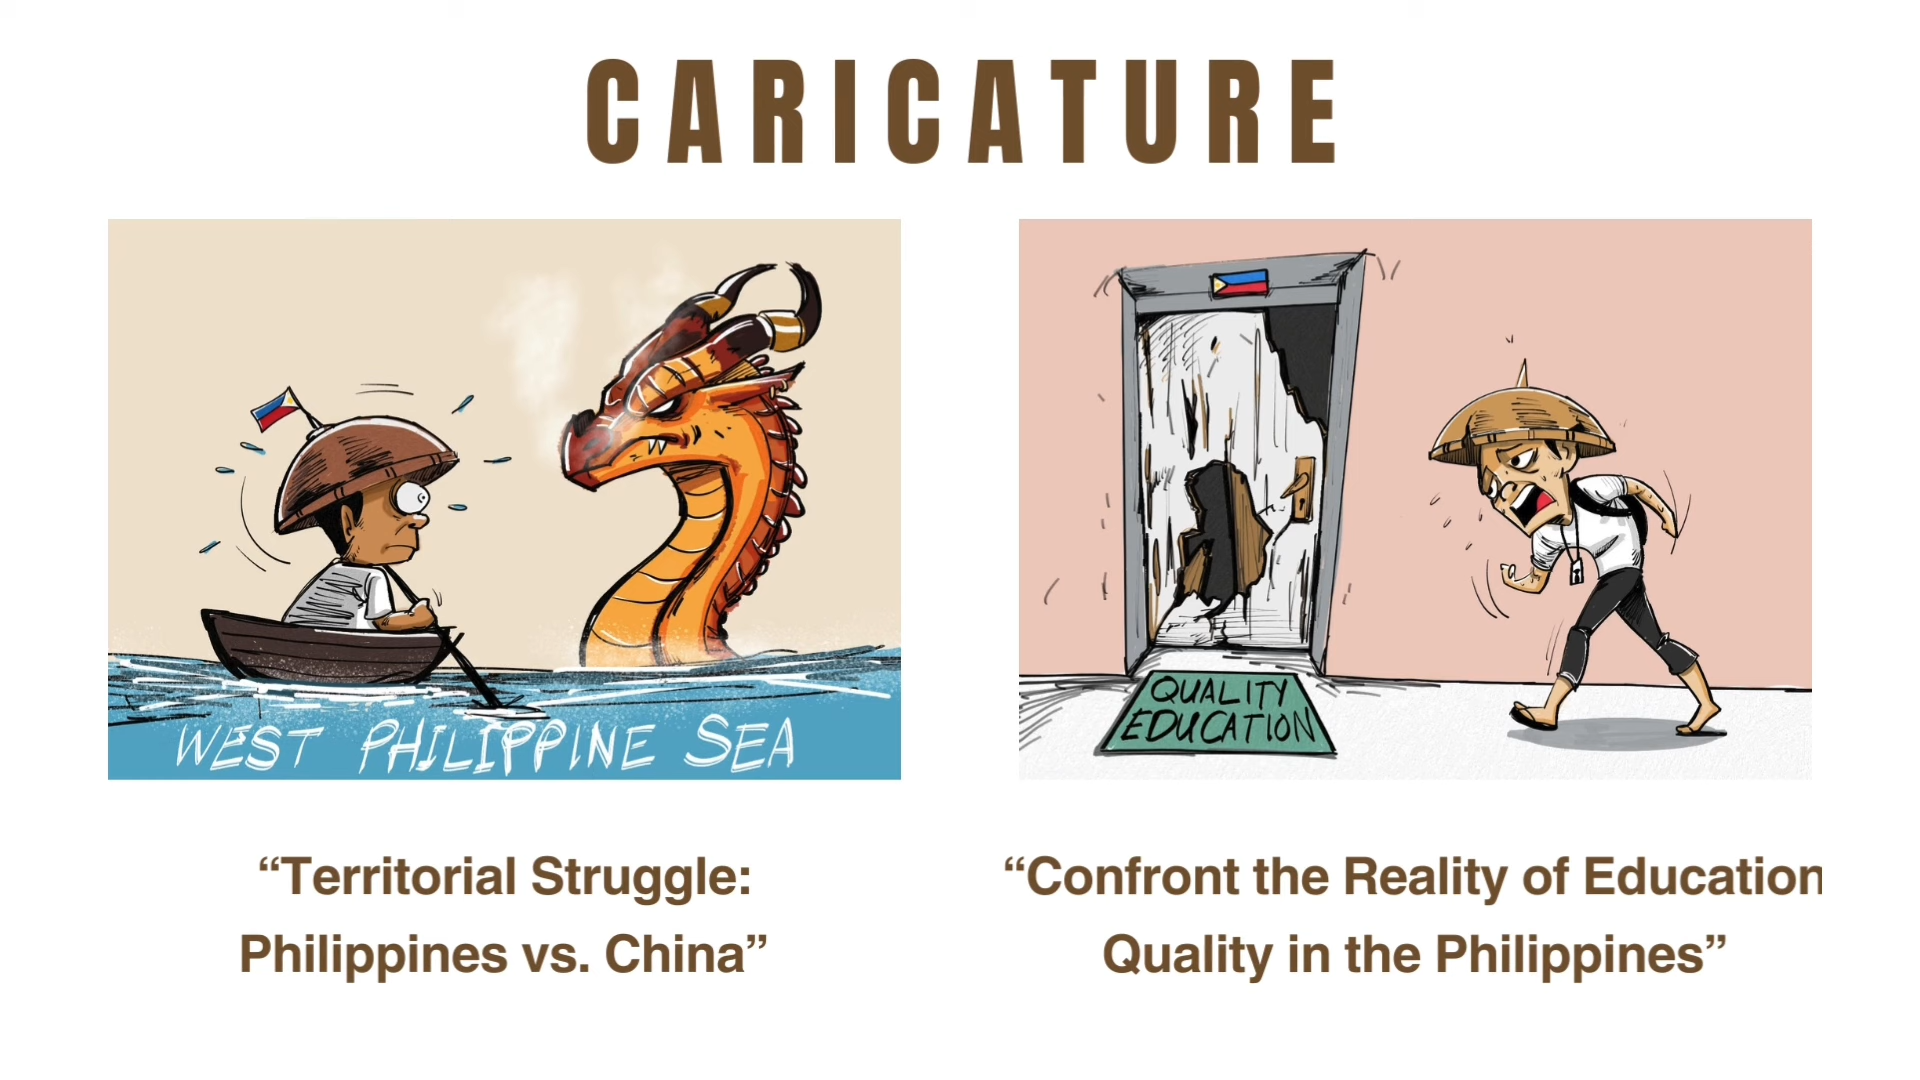 CARICATURE
WEST PHILIPPINE SEA
QUALITY
EDUCATION
“Territorial Struggle:
Philippines vs. China”
“Confront the Reality of Education
Quality in the Philippines”